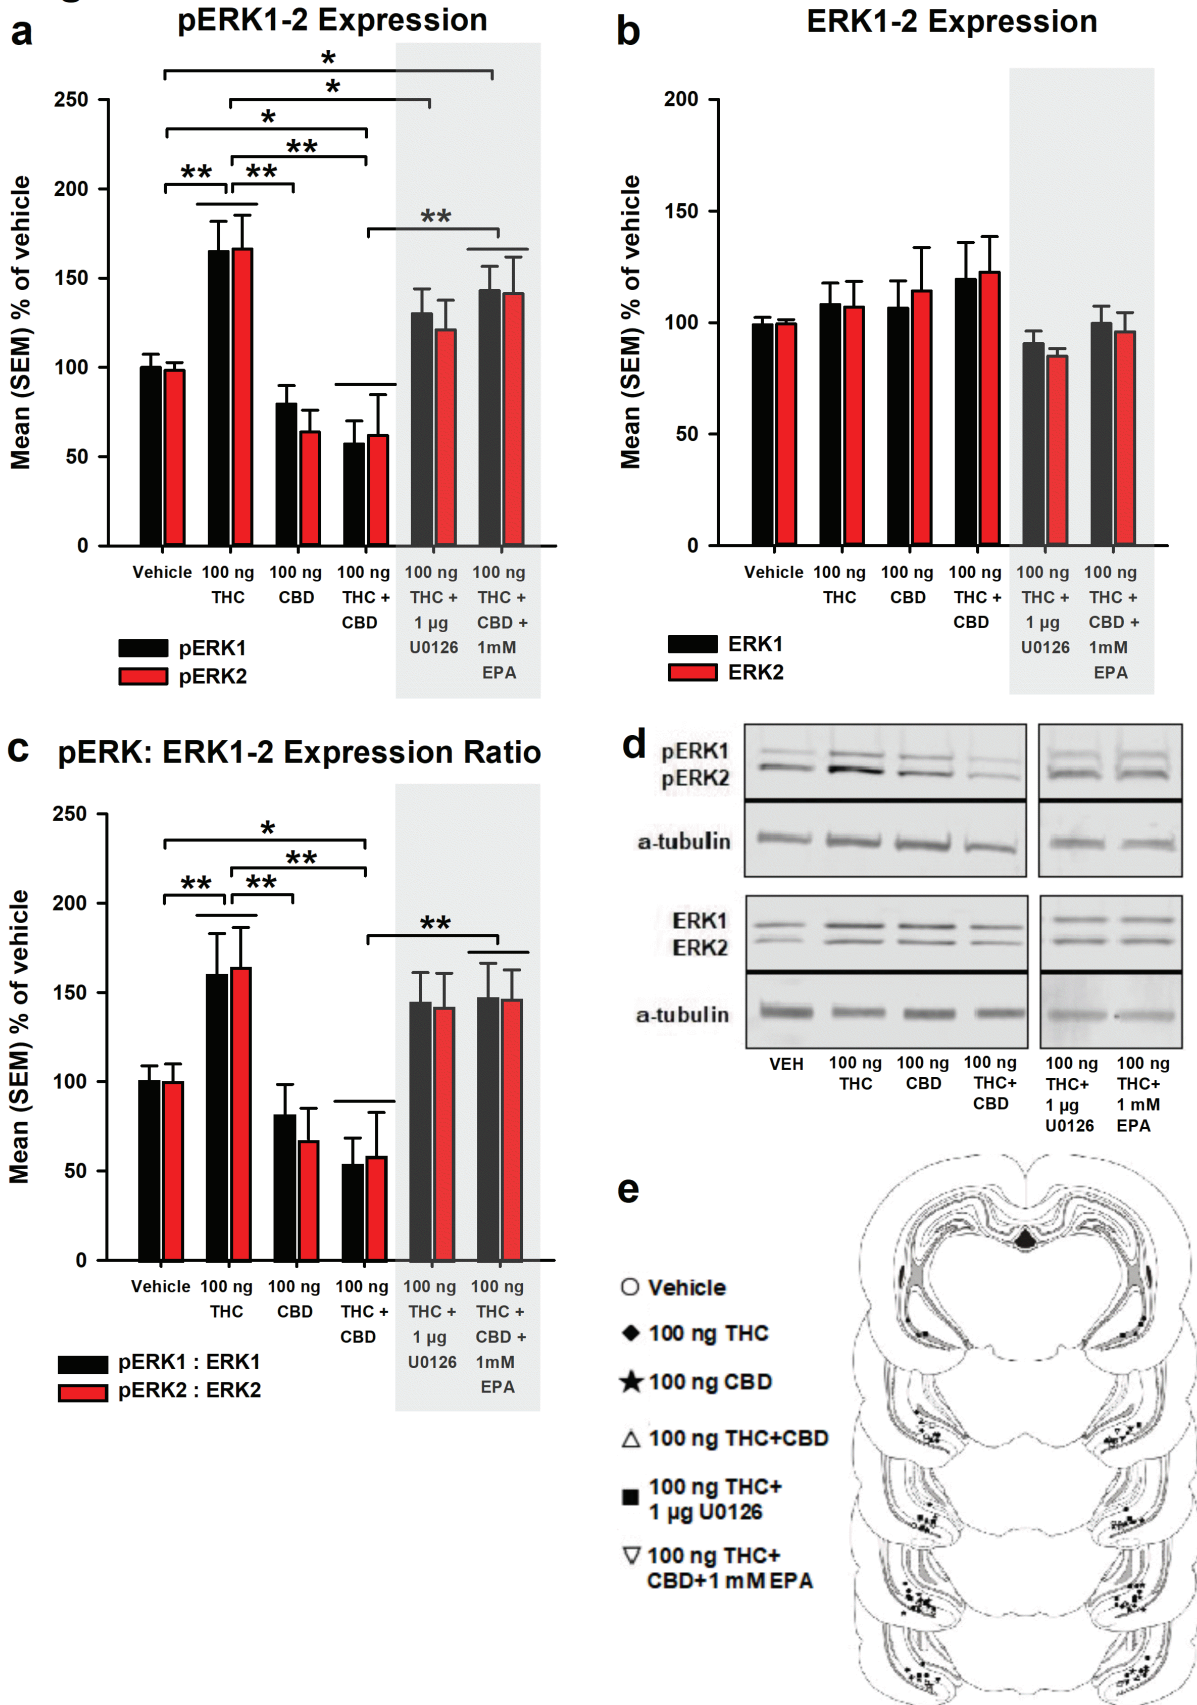 a
pERK1-2 Expression
Mean (SEM) % of vehicle
250
200
150
100
50
0
*
*
*
**
** **
**
Vehicle 100 ng 100 ng 100 ng 100 ng 100 ng
THC CBD THC + THC + THC +
CBD 1 µg CBD +
U0126 1mM
EPA
pERK1
pERK2
b
ERK1-2 Expression
Mean (SEM) % of vehicle
200
150
100
50
0
Vehicle 100 ng 100 ng 100 ng 100 ng 100 ng
THC CBD THC + THC + THC +
CBD 1 µg CBD +
U0126 1mM
EPA
ERK1
ERK2
c
pERK: ERK1-2 Expression Ratio
Mean (SEM) % of vehicle
250
200
150
100
50
0
*
**
** **
**
Vehicle 100 ng 100 ng 100 ng 100 ng 100 ng
THC CBD THC + THC + THC +
CBD 1 µg CBD +
U0126 1mM
EPA
pERK1 : ERK1
pERK2 : ERK2
d
pERK1
pERK2
a-tubulin
ERK1
ERK2
a-tubulin
VEH 100 ng 100 ng 100 ng 100 ng 100 ng
THC CBD THC+ THC+ THC+
CBD 1 µg 1 mM
U0126 EPA
e
Vehicle
100 ng THC
100 ng CBD
100 ng THC+CBD
100 ng THC+
1 µg U0126
100 ng THC+
CBD+1 mM EPA